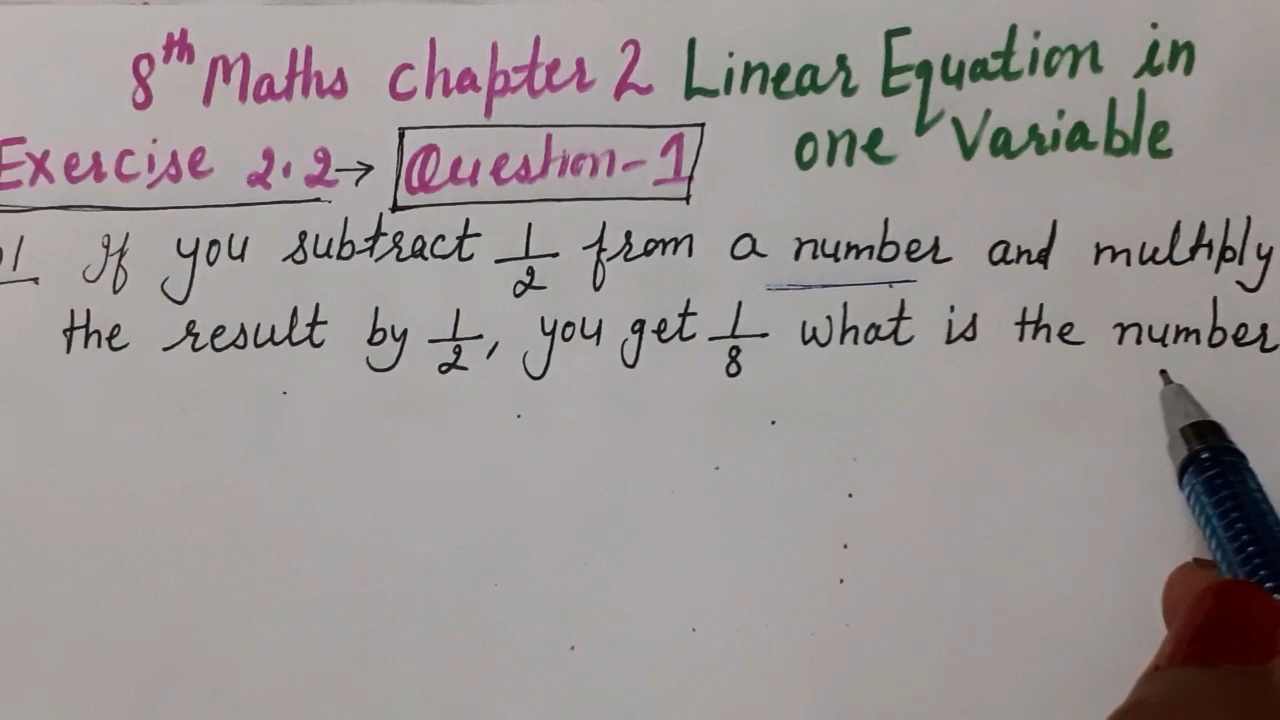 8th Maths Chapter 2 Linear Equation in one Variable
Exercise 2.2→ Question-1
Q1 If you subtract 1/2 from a number and multiply
the result by 1/2, you get 1/8 what is the number